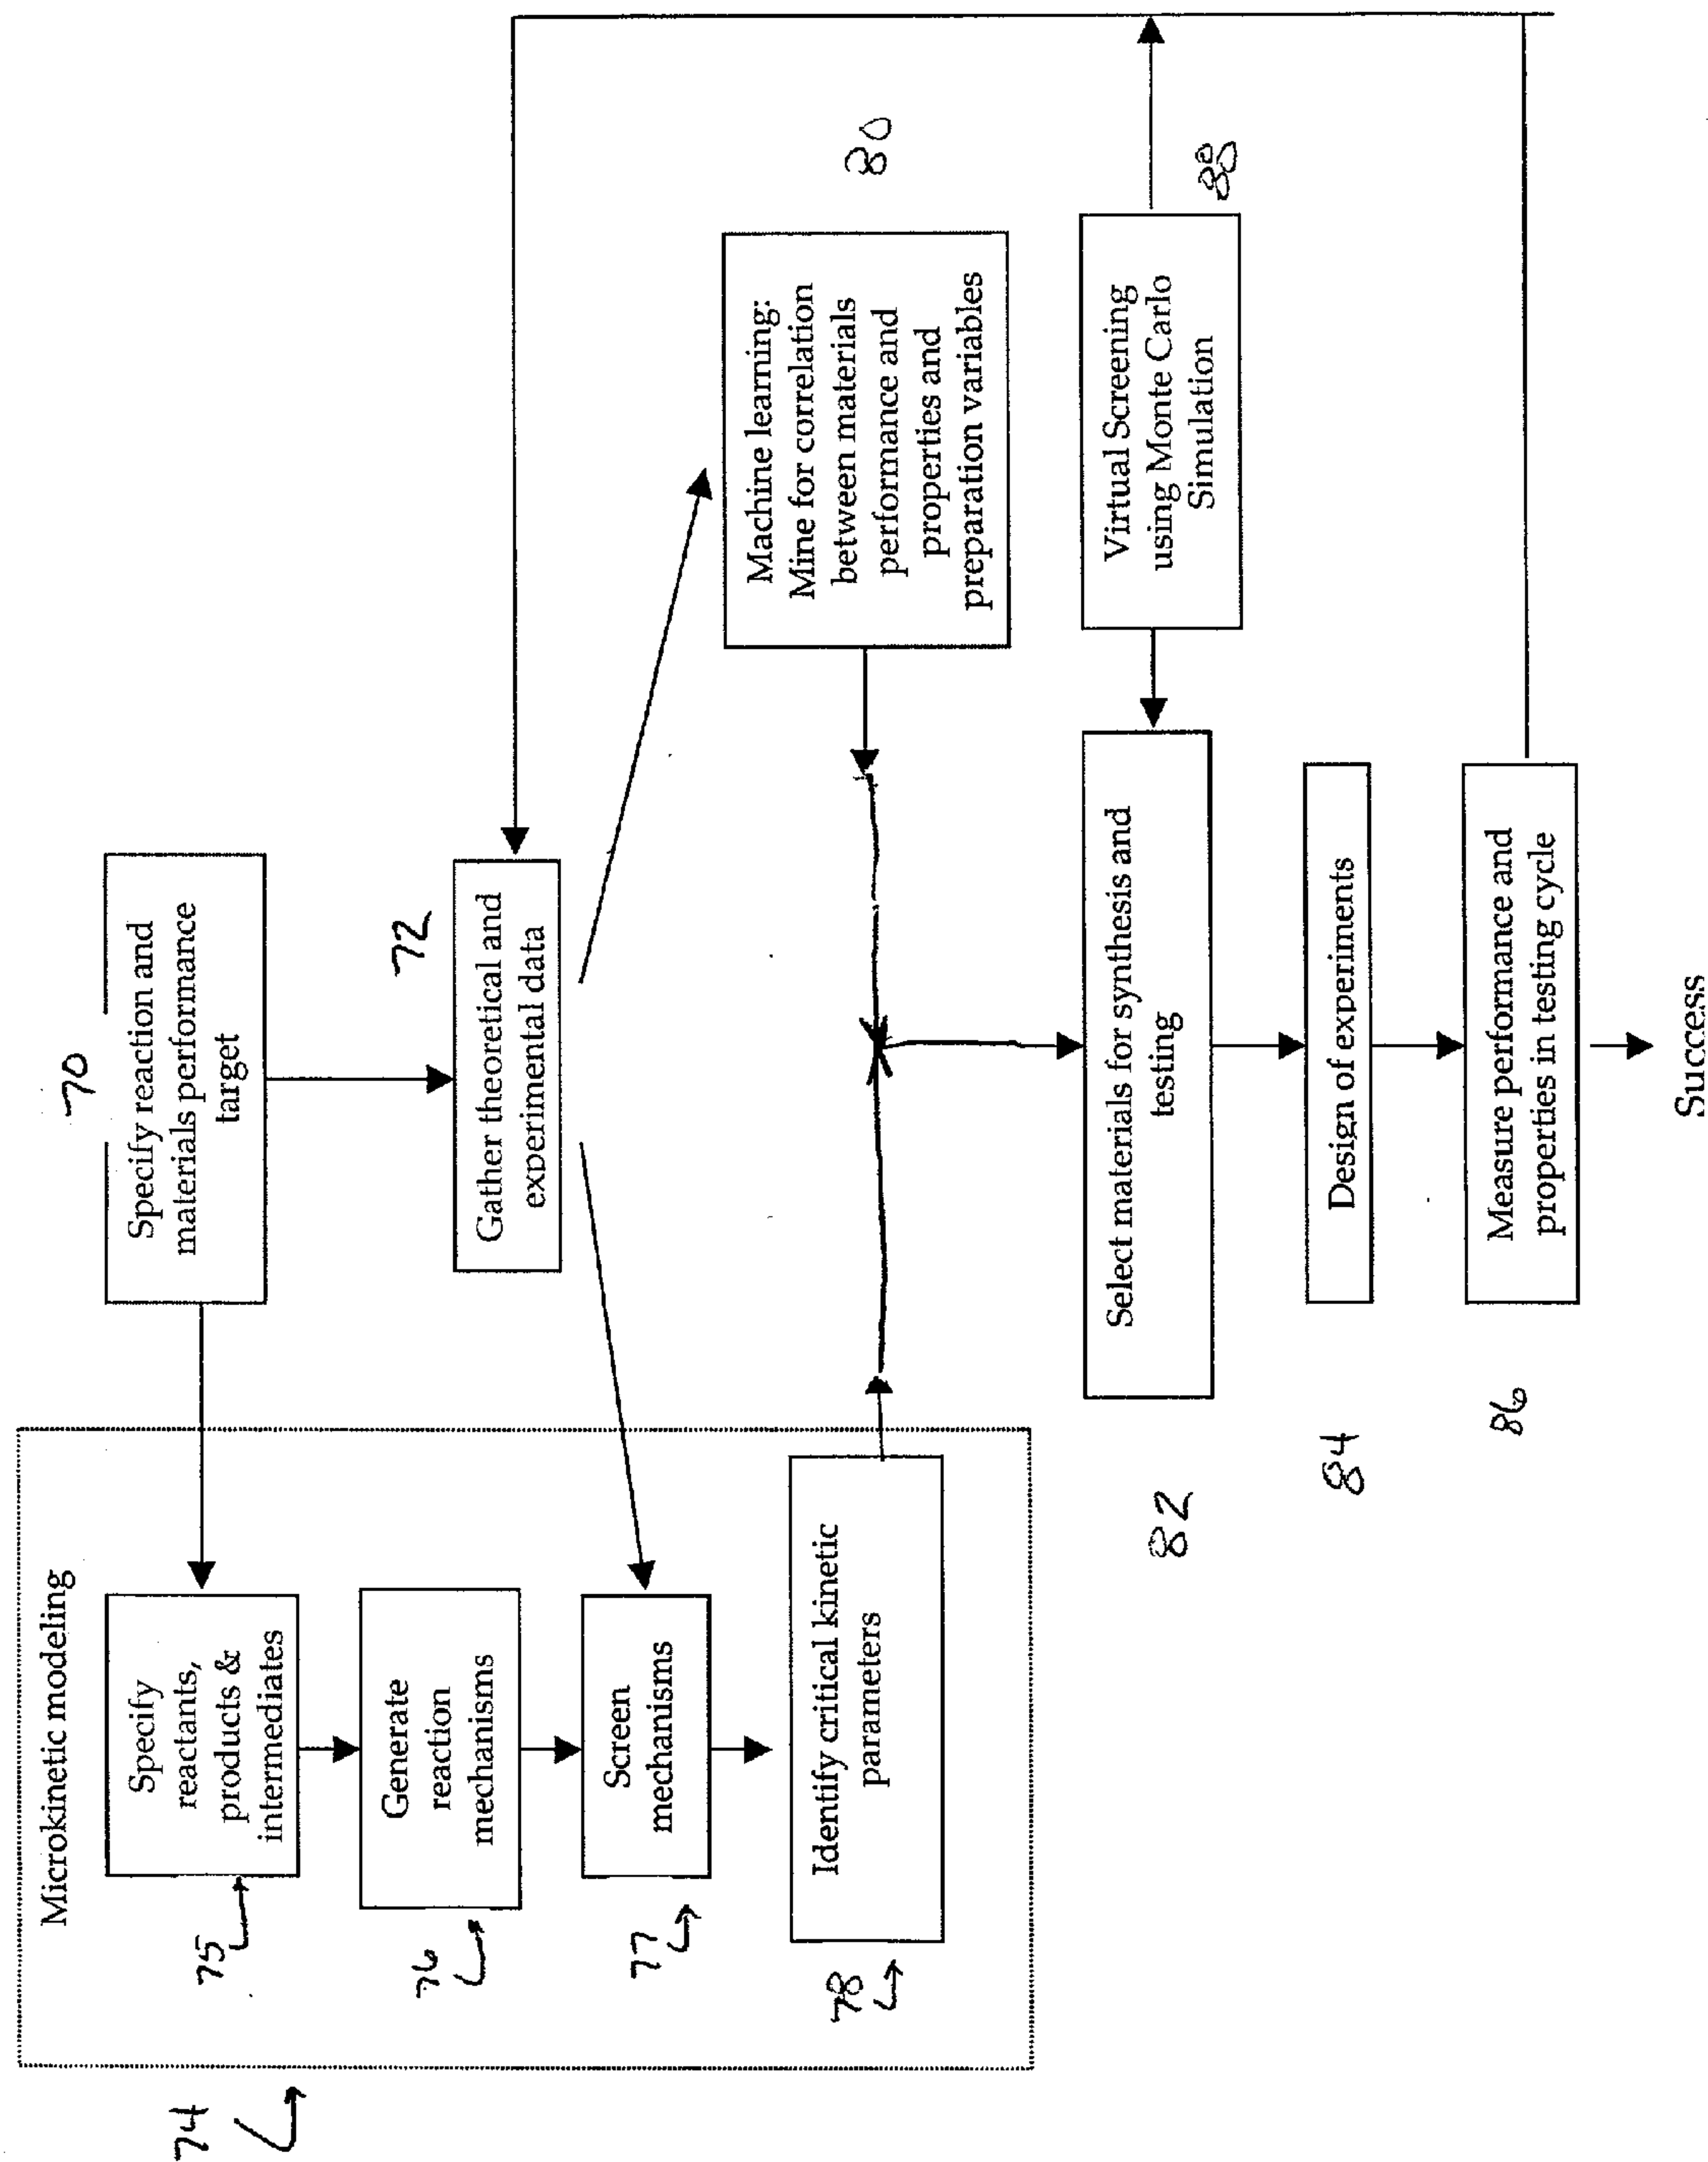 70
Specify reaction and
materials performance
target
72
Gather theoretical and
experimental data
74
Microkinetic modeling
75
Specify
reactants,
products &
intermediates
76
Generate
reaction
mechanisms
77
Screen
mechanisms
78
Identify critical kinetic
parameters
80
Machine learning:
Mine for correlation
between materials
performance and
properties and
preparation variables
82
Select materials for synthesis and
testing
88
Virtual Screening
using Monte Carlo
Simulation
84
Design of experiments
86
Measure performance and
properties in testing cycle
Success